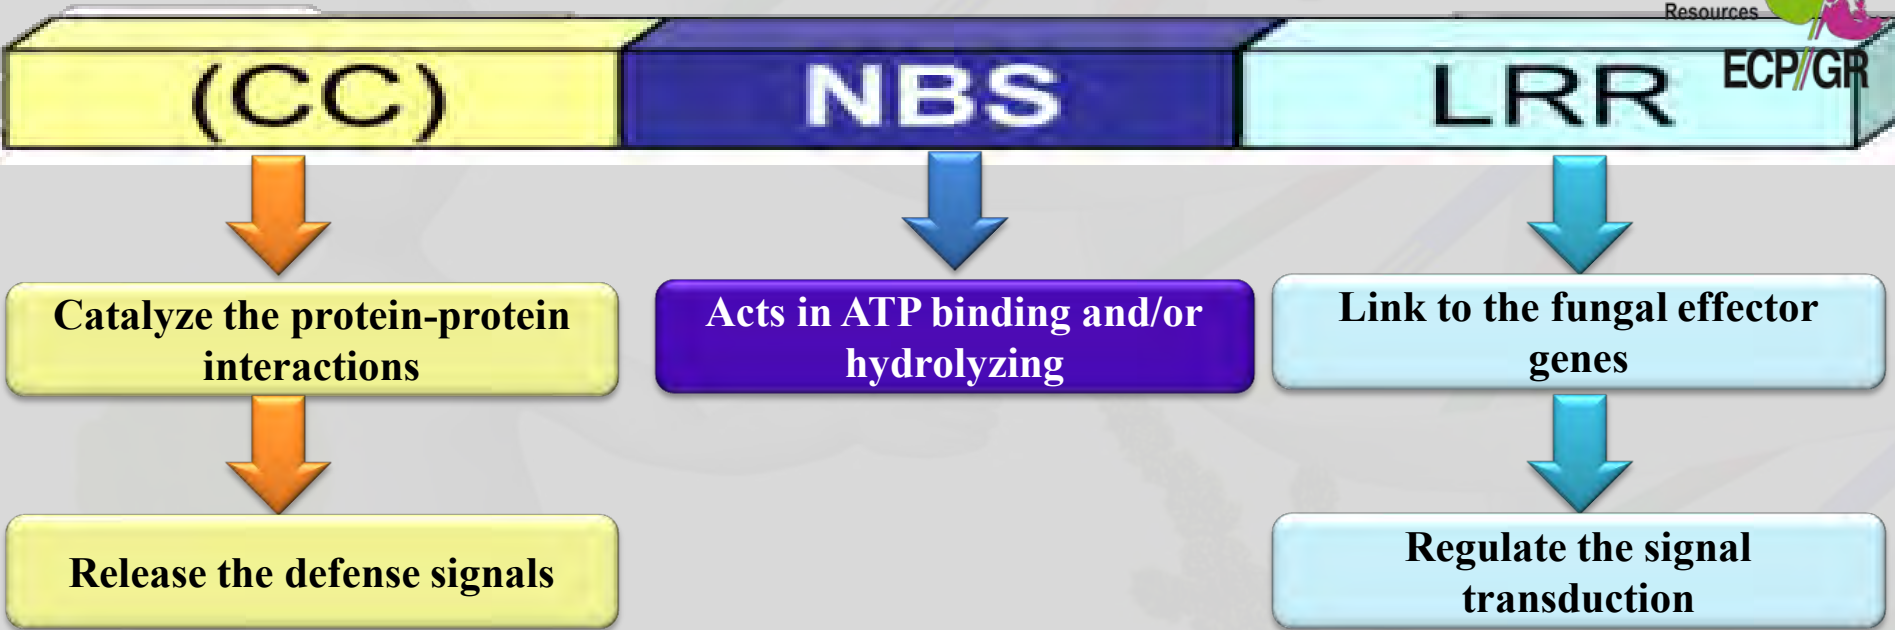 Resources
ECP/GR
(CC)
NBS
LRR
Catalyze the protein-protein
interactions
Acts in ATP binding and/or
hydrolyzing
Link to the fungal effector
genes
Release the defense signals
Regulate the signal
transduction